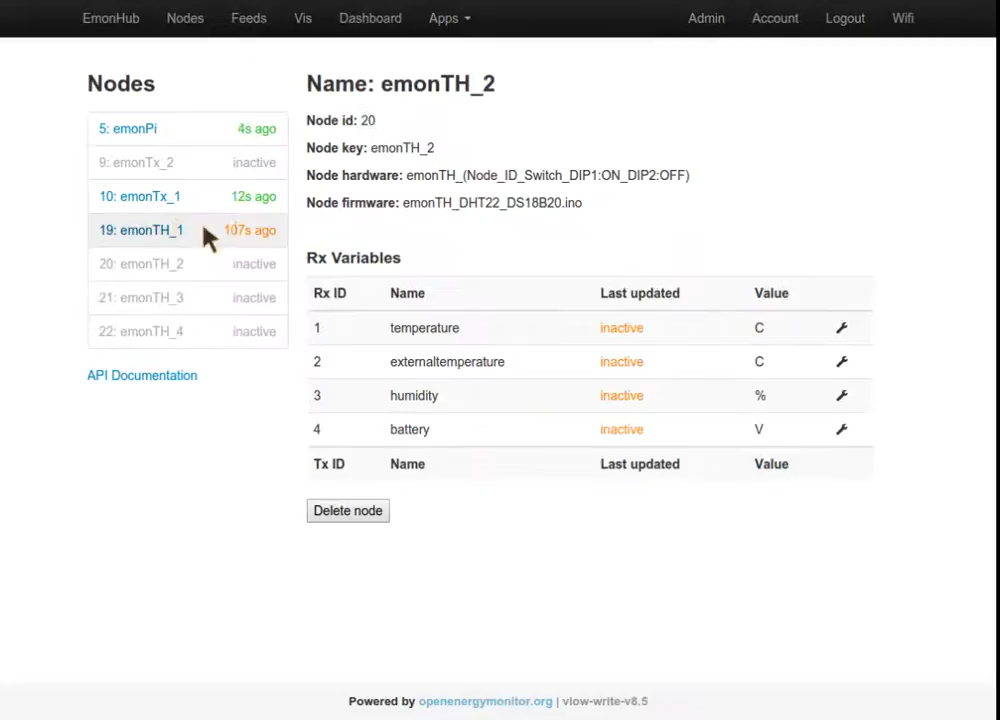 EmonHub Nodes Feeds Vis Dashboard Apps Admin Account Logout Wifi
Nodes
5: emonPi 4s ago
9: emonTx_2 inactive
10: emonTx_1 12s ago
19: emonTH_1 107s ago
20: emonTH_2 inactive
21: emonTH_3 inactive
22: emonTH_4 inactive
API Documentation
Name: emonTH_2
Node id: 20
Node key: emonTH_2
Node hardware: emonTH_(Node_ID_Switch_DIP1:ON_DIP2:OFF)
Node firmware: emonTH_DHT22_DS18B20.ino
Rx Variables
Rx ID Name Last updated Value
1 temperature inactive C
2 externaltemperature inactive C
3 humidity inactive %
4 battery inactive V
Tx ID Name Last updated Value
Delete node
Powered by openenergymonitor.org | vlow-write-v8.5